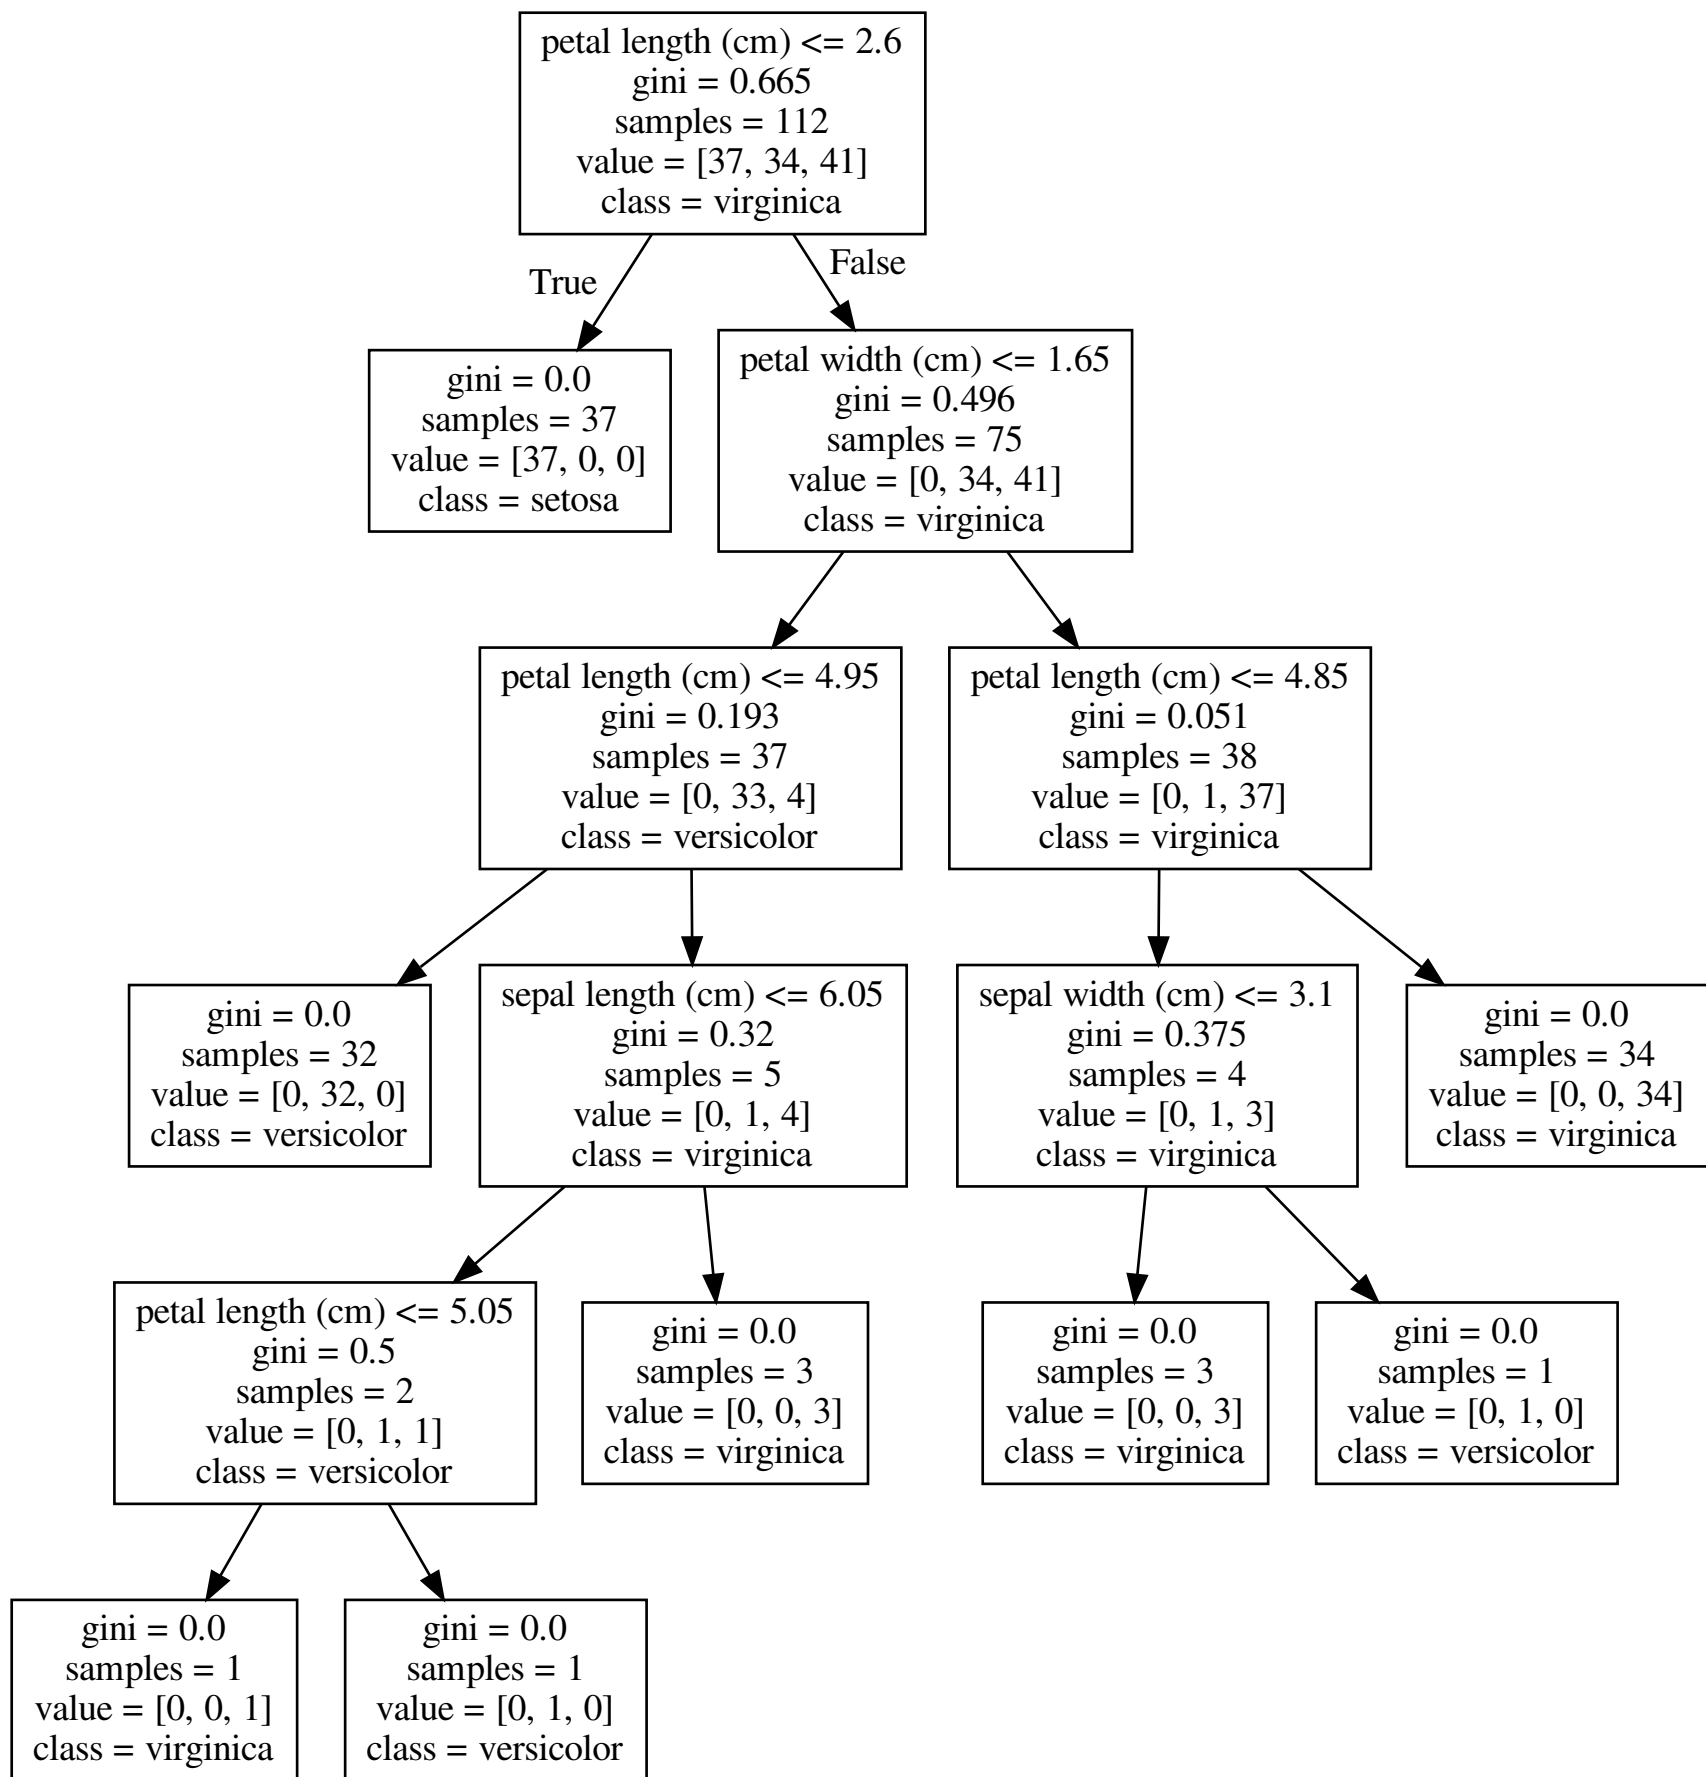 petal length (cm) <= 2.6
gini = 0.665
samples = 112
value = [37, 34, 41]
class = virginica
True
False
gini = 0.0
samples = 37
value = [37, 0, 0]
class = setosa
petal width (cm) <= 1.65
gini = 0.496
samples = 75
value = [0, 34, 41]
class = virginica
petal length (cm) <= 4.95
gini = 0.193
samples = 37
value = [0, 33, 4]
class = versicolor
petal length (cm) <= 4.85
gini = 0.051
samples = 38
value = [0, 1, 37]
class = virginica
gini = 0.0
samples = 32
value = [0, 32, 0]
class = versicolor
sepal length (cm) <= 6.05
gini = 0.32
samples = 5
value = [0, 1, 4]
class = virginica
sepal width (cm) <= 3.1
gini = 0.375
samples = 4
value = [0, 1, 3]
class = virginica
gini = 0.0
samples = 34
value = [0, 0, 34]
class = virginica
petal length (cm) <= 5.05
gini = 0.5
samples = 2
value = [0, 1, 1]
class = versicolor
gini = 0.0
samples = 3
value = [0, 0, 3]
class = virginica
gini = 0.0
samples = 3
value = [0, 0, 3]
class = virginica
gini = 0.0
samples = 1
value = [0, 1, 0]
class = versicolor
gini = 0.0
samples = 1
value = [0, 0, 1]
class = virginica
gini = 0.0
samples = 1
value = [0, 1, 0]
class = versicolor